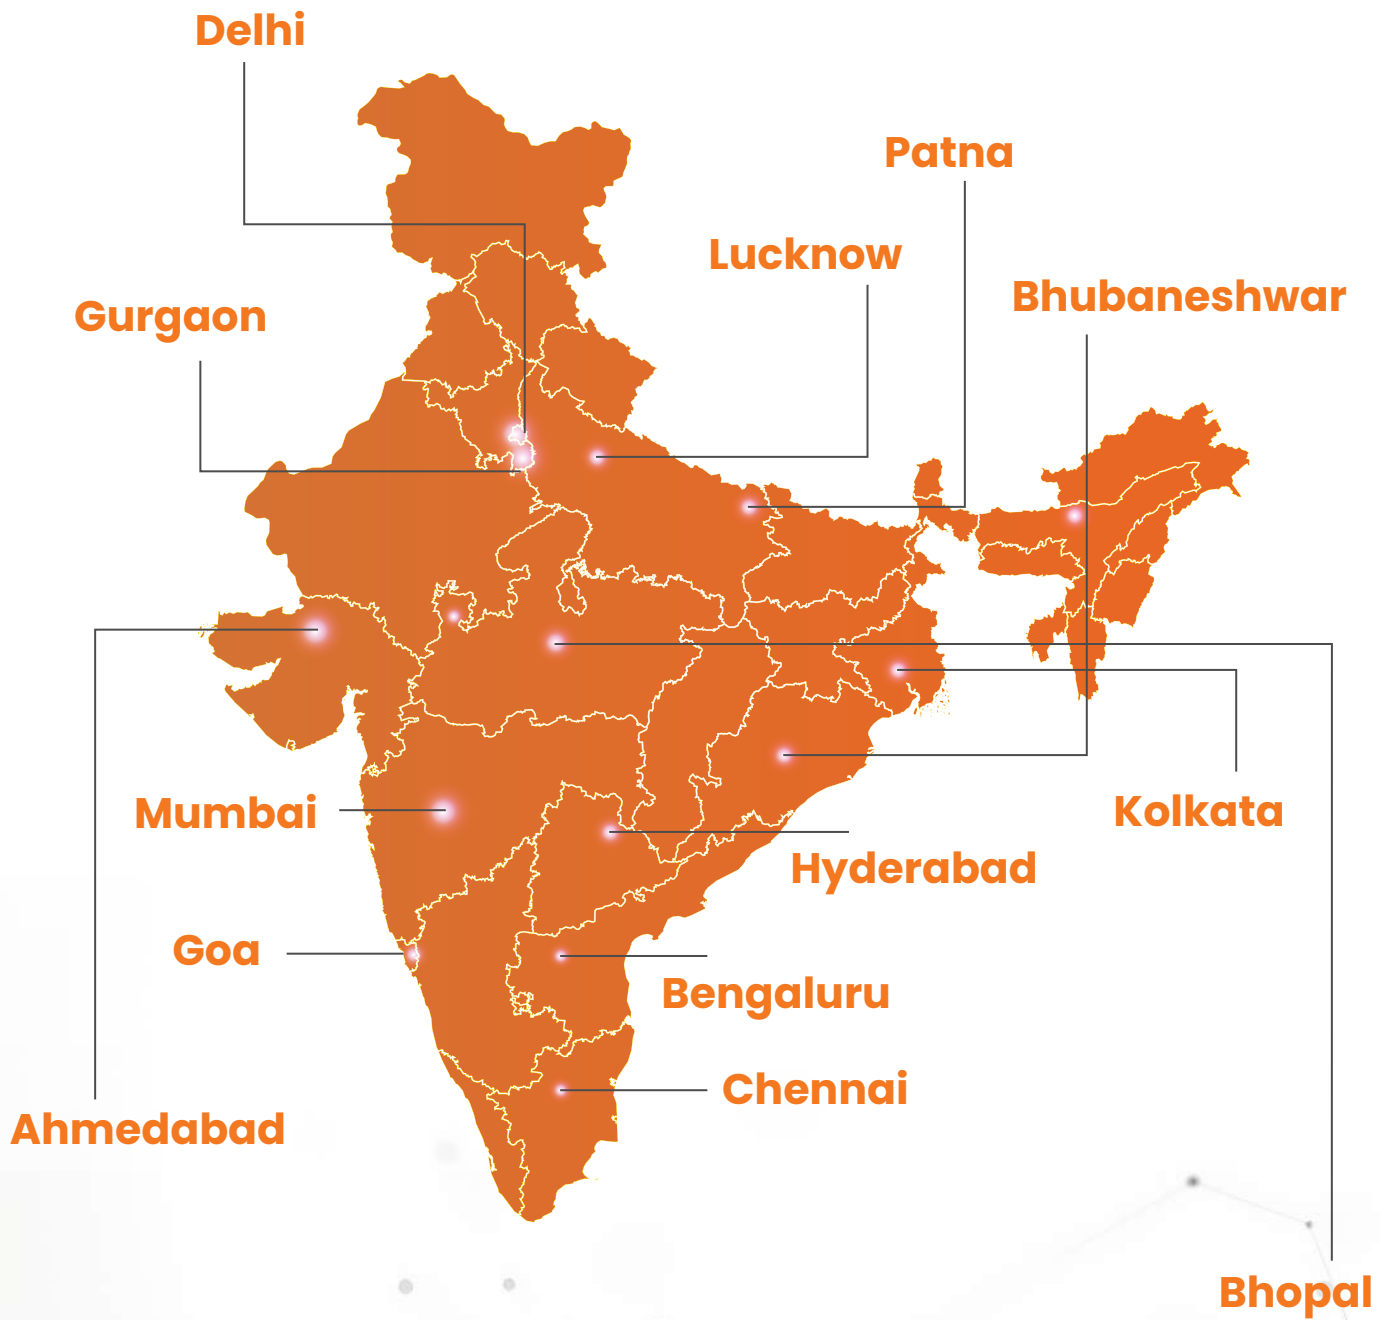 Delhi
Patna
Lucknow
Bhubaneshwar
Gurgaon
Mumbai
Kolkata
Hyderabad
Goa
Bengaluru
Chennai
Ahmedabad
Bhopal